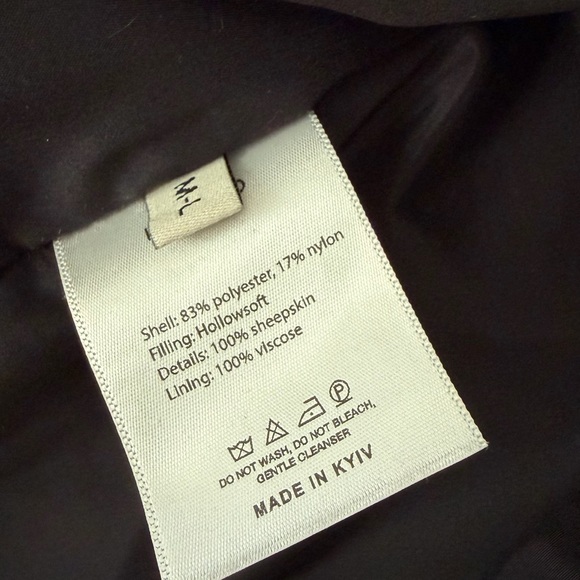 M-L
Shell: 83% polyester, 17% nylon
Filling: Hollowsoft
Details: 100% sheepskin
Lining: 100% viscose
P
DO NOT WASH, DO NOT BLEACH,
GENTLE CLEANSER
MADE IN KYIV